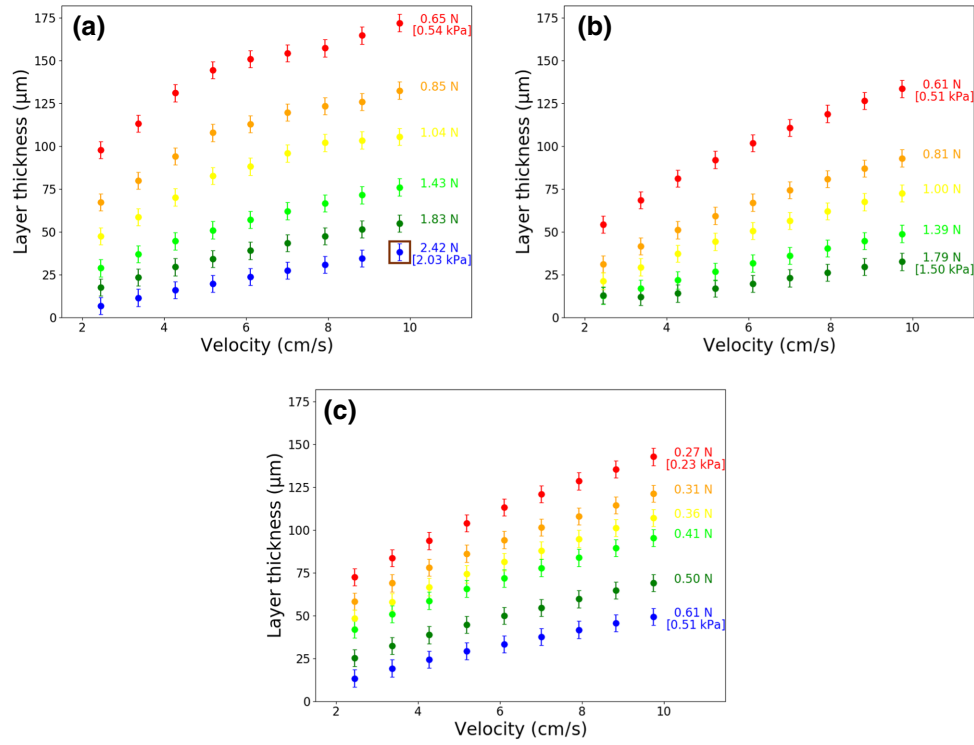 (a)
175
150
125
100
75
50
25
0
Layer thickness (μm)
2
4
6
8
10
Velocity (cm/s)
0.65 N
[0.54 kPa]
0.85 N
1.04 N
1.43 N
1.83 N
2.42 N
[2.03 kPa]
(b)
175
150
125
100
75
50
25
0
Layer thickness (μm)
2
4
6
8
10
Velocity (cm/s)
0.61 N
[0.51 kPa]
0.81 N
1.00 N
1.39 N
1.79 N
[1.50 kPa]
(c)
175
150
125
100
75
50
25
0
Layer thickness (μm)
2
4
6
8
10
Velocity (cm/s)
0.27 N
[0.23 kPa]
0.31 N
0.36 N
0.41 N
0.50 N
0.61 N
[0.51 kPa]